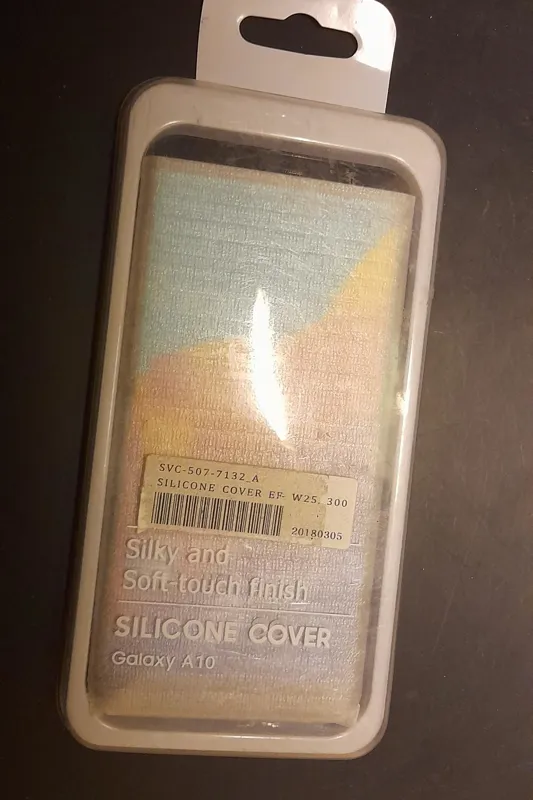 SVC-507-7132_A
SILICONE COVER EF- W25, 300
20180305
Silky and
Soft-touch finish
SILICONE COVER
Galaxy A10